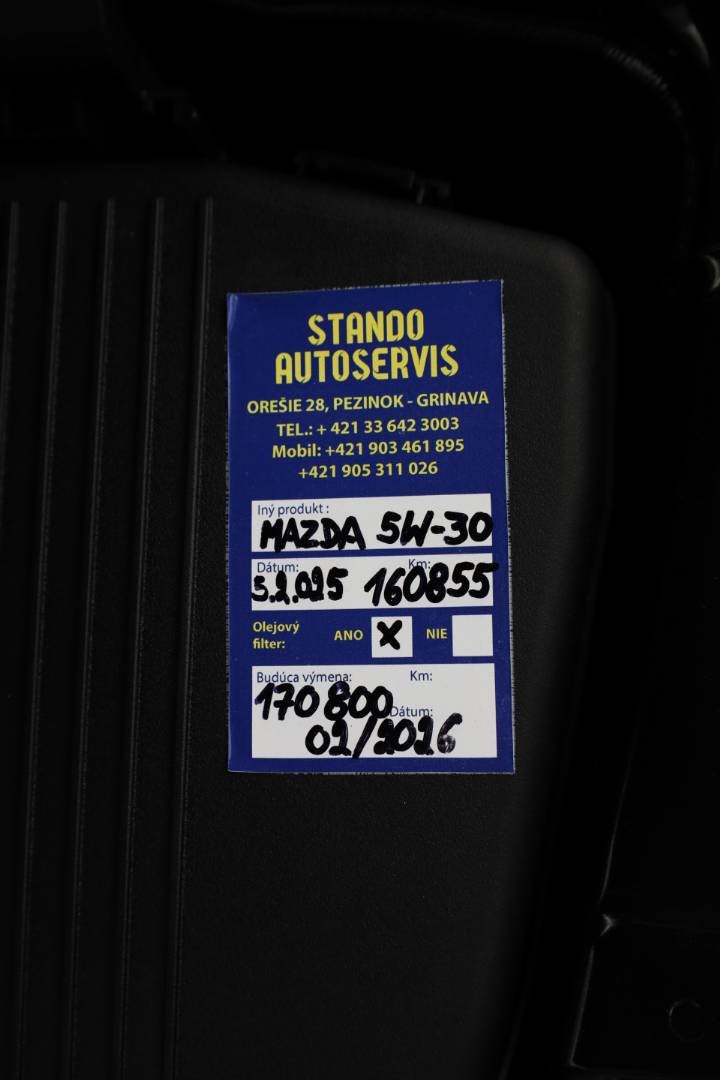 STANDO
AUTOSERVIS
OREŠIE 28, PEZINOK - GRINAVA
TEL.: + 421 33 642 3003
Mobil: +421 903 461 895
+421 905 311 026
Iný produkt :
MAZDA 5W-30
Dátum: Km:
5.2.025 160855
Olejový
filter: ANO X NIE
Budúca výmena: Km:
170 800
Dátum:
02/2026